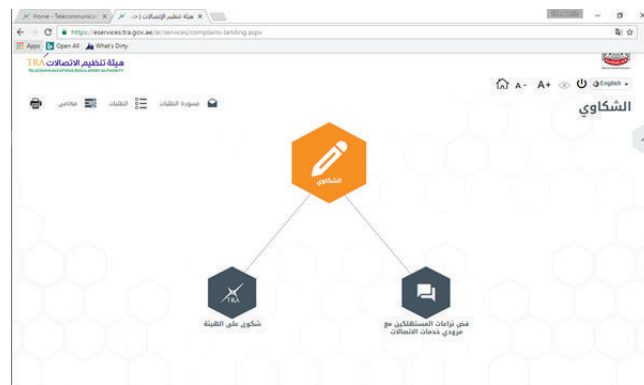 Home - Telecommunica
هيئة تنظيم الإتصالات | خد
https://eservices.tra.gov.ae/ar/services/complains-landing.aspx
Apps
Open All
What's Dirty
TRA هيئة تنظيم الاتصالات
TELECOMMUNICATIONS REGULATORY AUTHORITY
A- A+ English
مسودة الطلبات
الطلبات
الشكاوي
الشكاوي
TRA
شكوى على الهيئة
فض نزاعات المستهلكين مع
مزودي خدمات الاتصالات